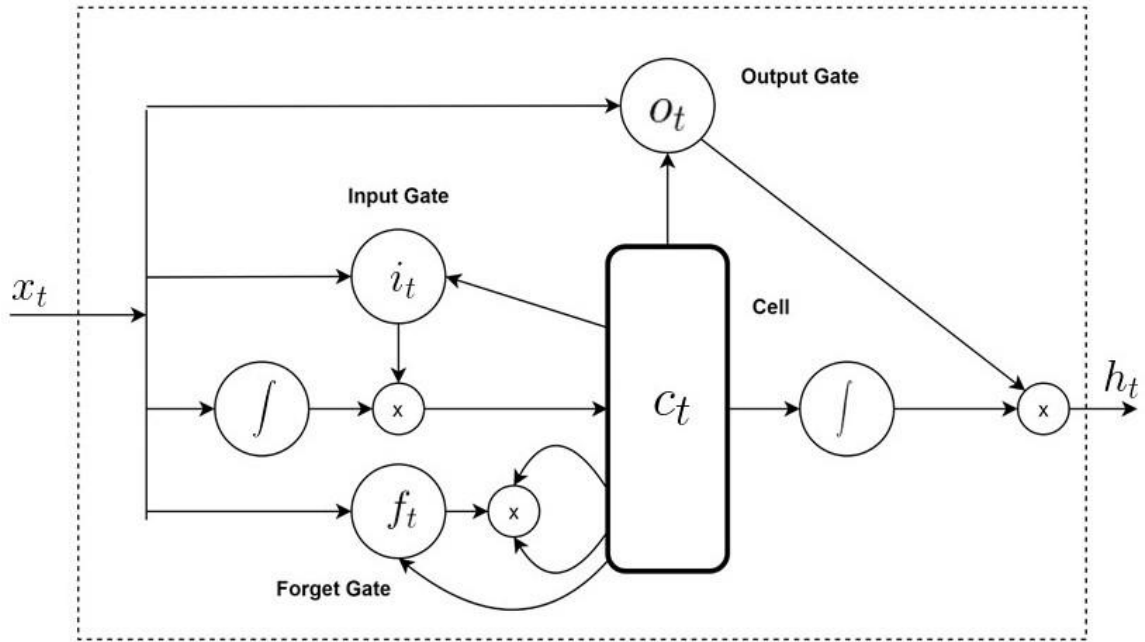 Output Gate
o_t
Input Gate
i_t
x_t
Cell
h_t
∫
x
c_t
∫
x
f_t
x
Forget Gate